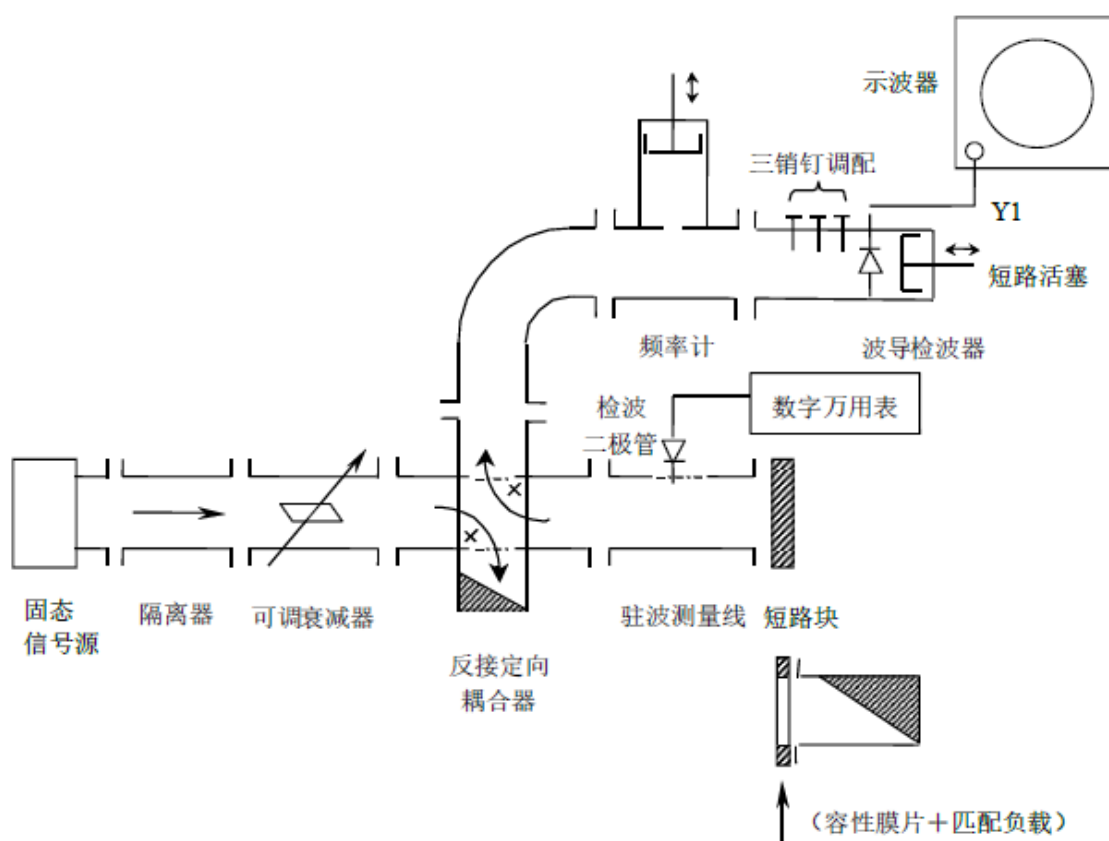 示波器
三销钉调配
Y1
短路活塞
频率计
波导检波器
检波
二极管
数字万用表
固态
信号源
隔离器
可调衰减器
反接定向
耦合器
驻波测量线
短路块
（容性膜片＋匹配负载）